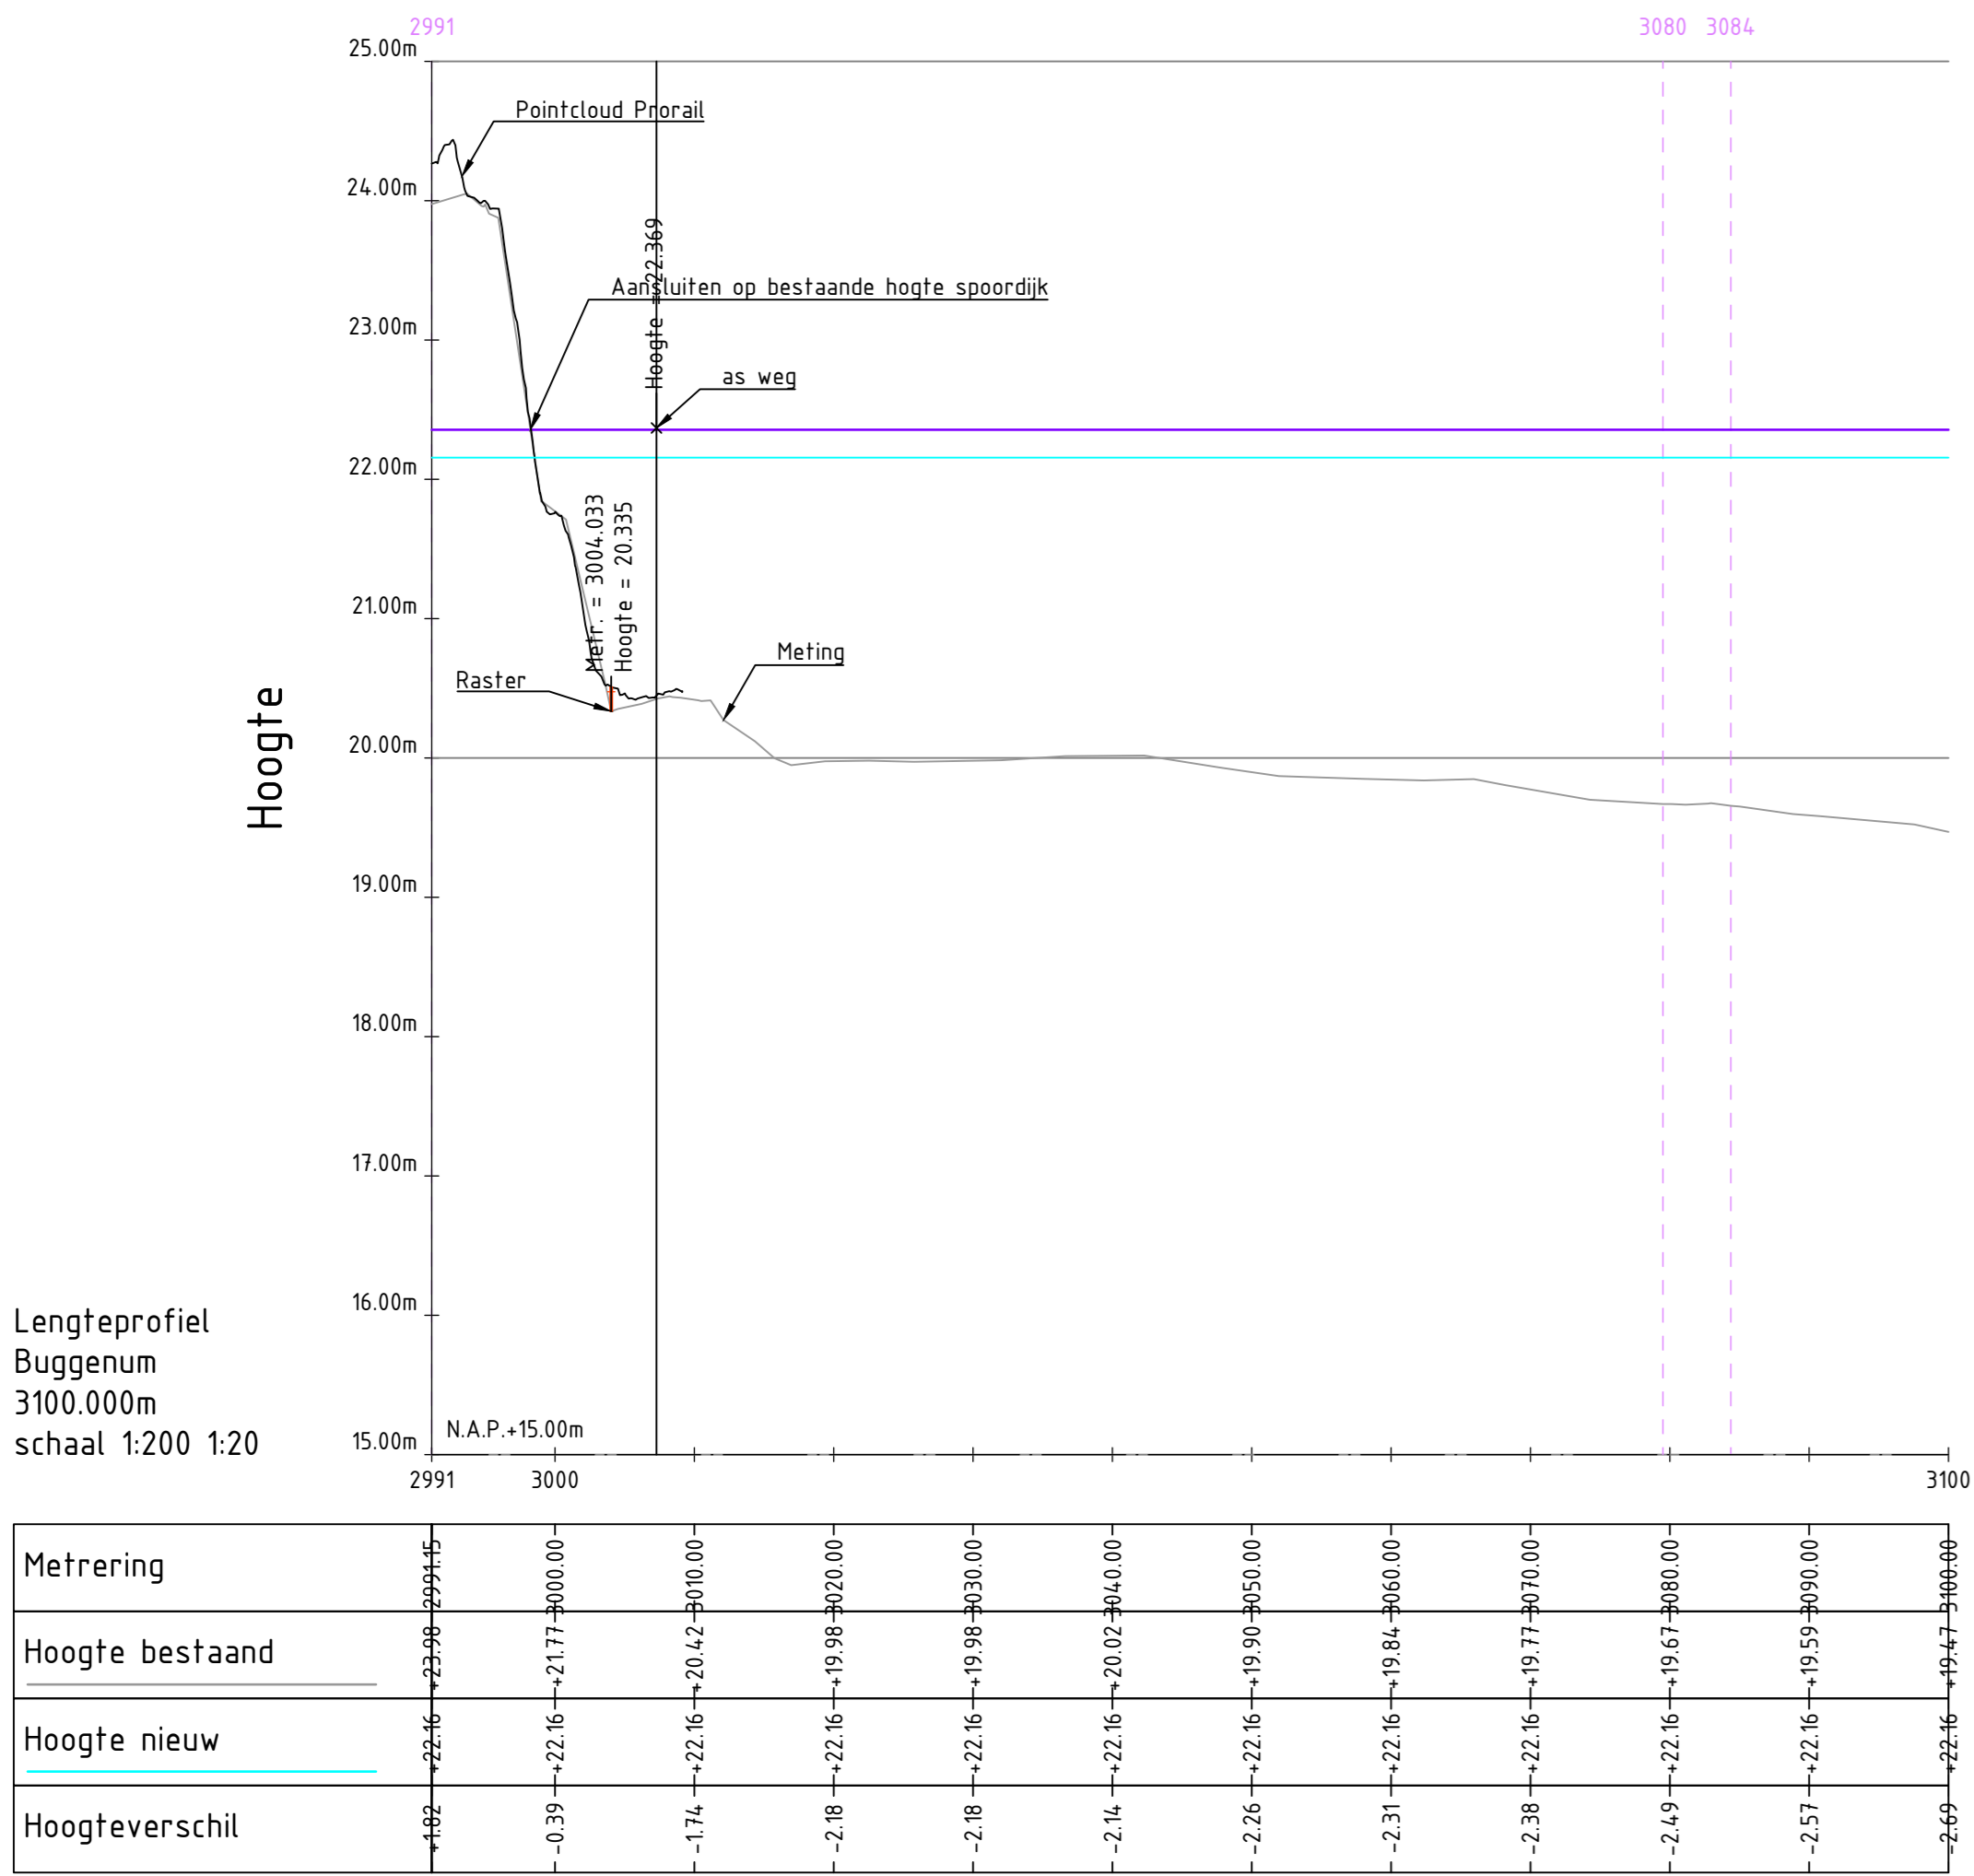 2991
3080
3084
25.00m
Pointcloud Prorail
24.00m
Hoogte = 22.369
Aansluiten op bestaande hogte spoordijk
23.00m
as weg
22.00m
Metr. = 3004.033
Hoogte = 20.335
21.00m
Meting
Raster
Hoogte
20.00m
19.00m
18.00m
17.00m
16.00m
Lengteprofiel
Buggenum
3100.000m
schaal 1:200 1:20
N.A.P.+15.00m
15.00m
2991
3000
3100
Metrering
2991.15
3000.00
3010.00
3020.00
3030.00
3040.00
3050.00
3060.00
3070.00
3080.00
3090.00
3100.00
Hoogte bestaand
+23.98
+21.77
+20.42
+19.98
+19.98
+20.02
+19.90
+19.84
+19.77
+19.67
+19.59
+19.47
Hoogte nieuw
+22.16
+22.16
+22.16
+22.16
+22.16
+22.16
+22.16
+22.16
+22.16
+22.16
+22.16
+22.16
Hoogteverschil
+1.82
-0.39
-1.74
-2.18
-2.18
-2.14
-2.26
-2.31
-2.38
-2.49
-2.57
-2.69